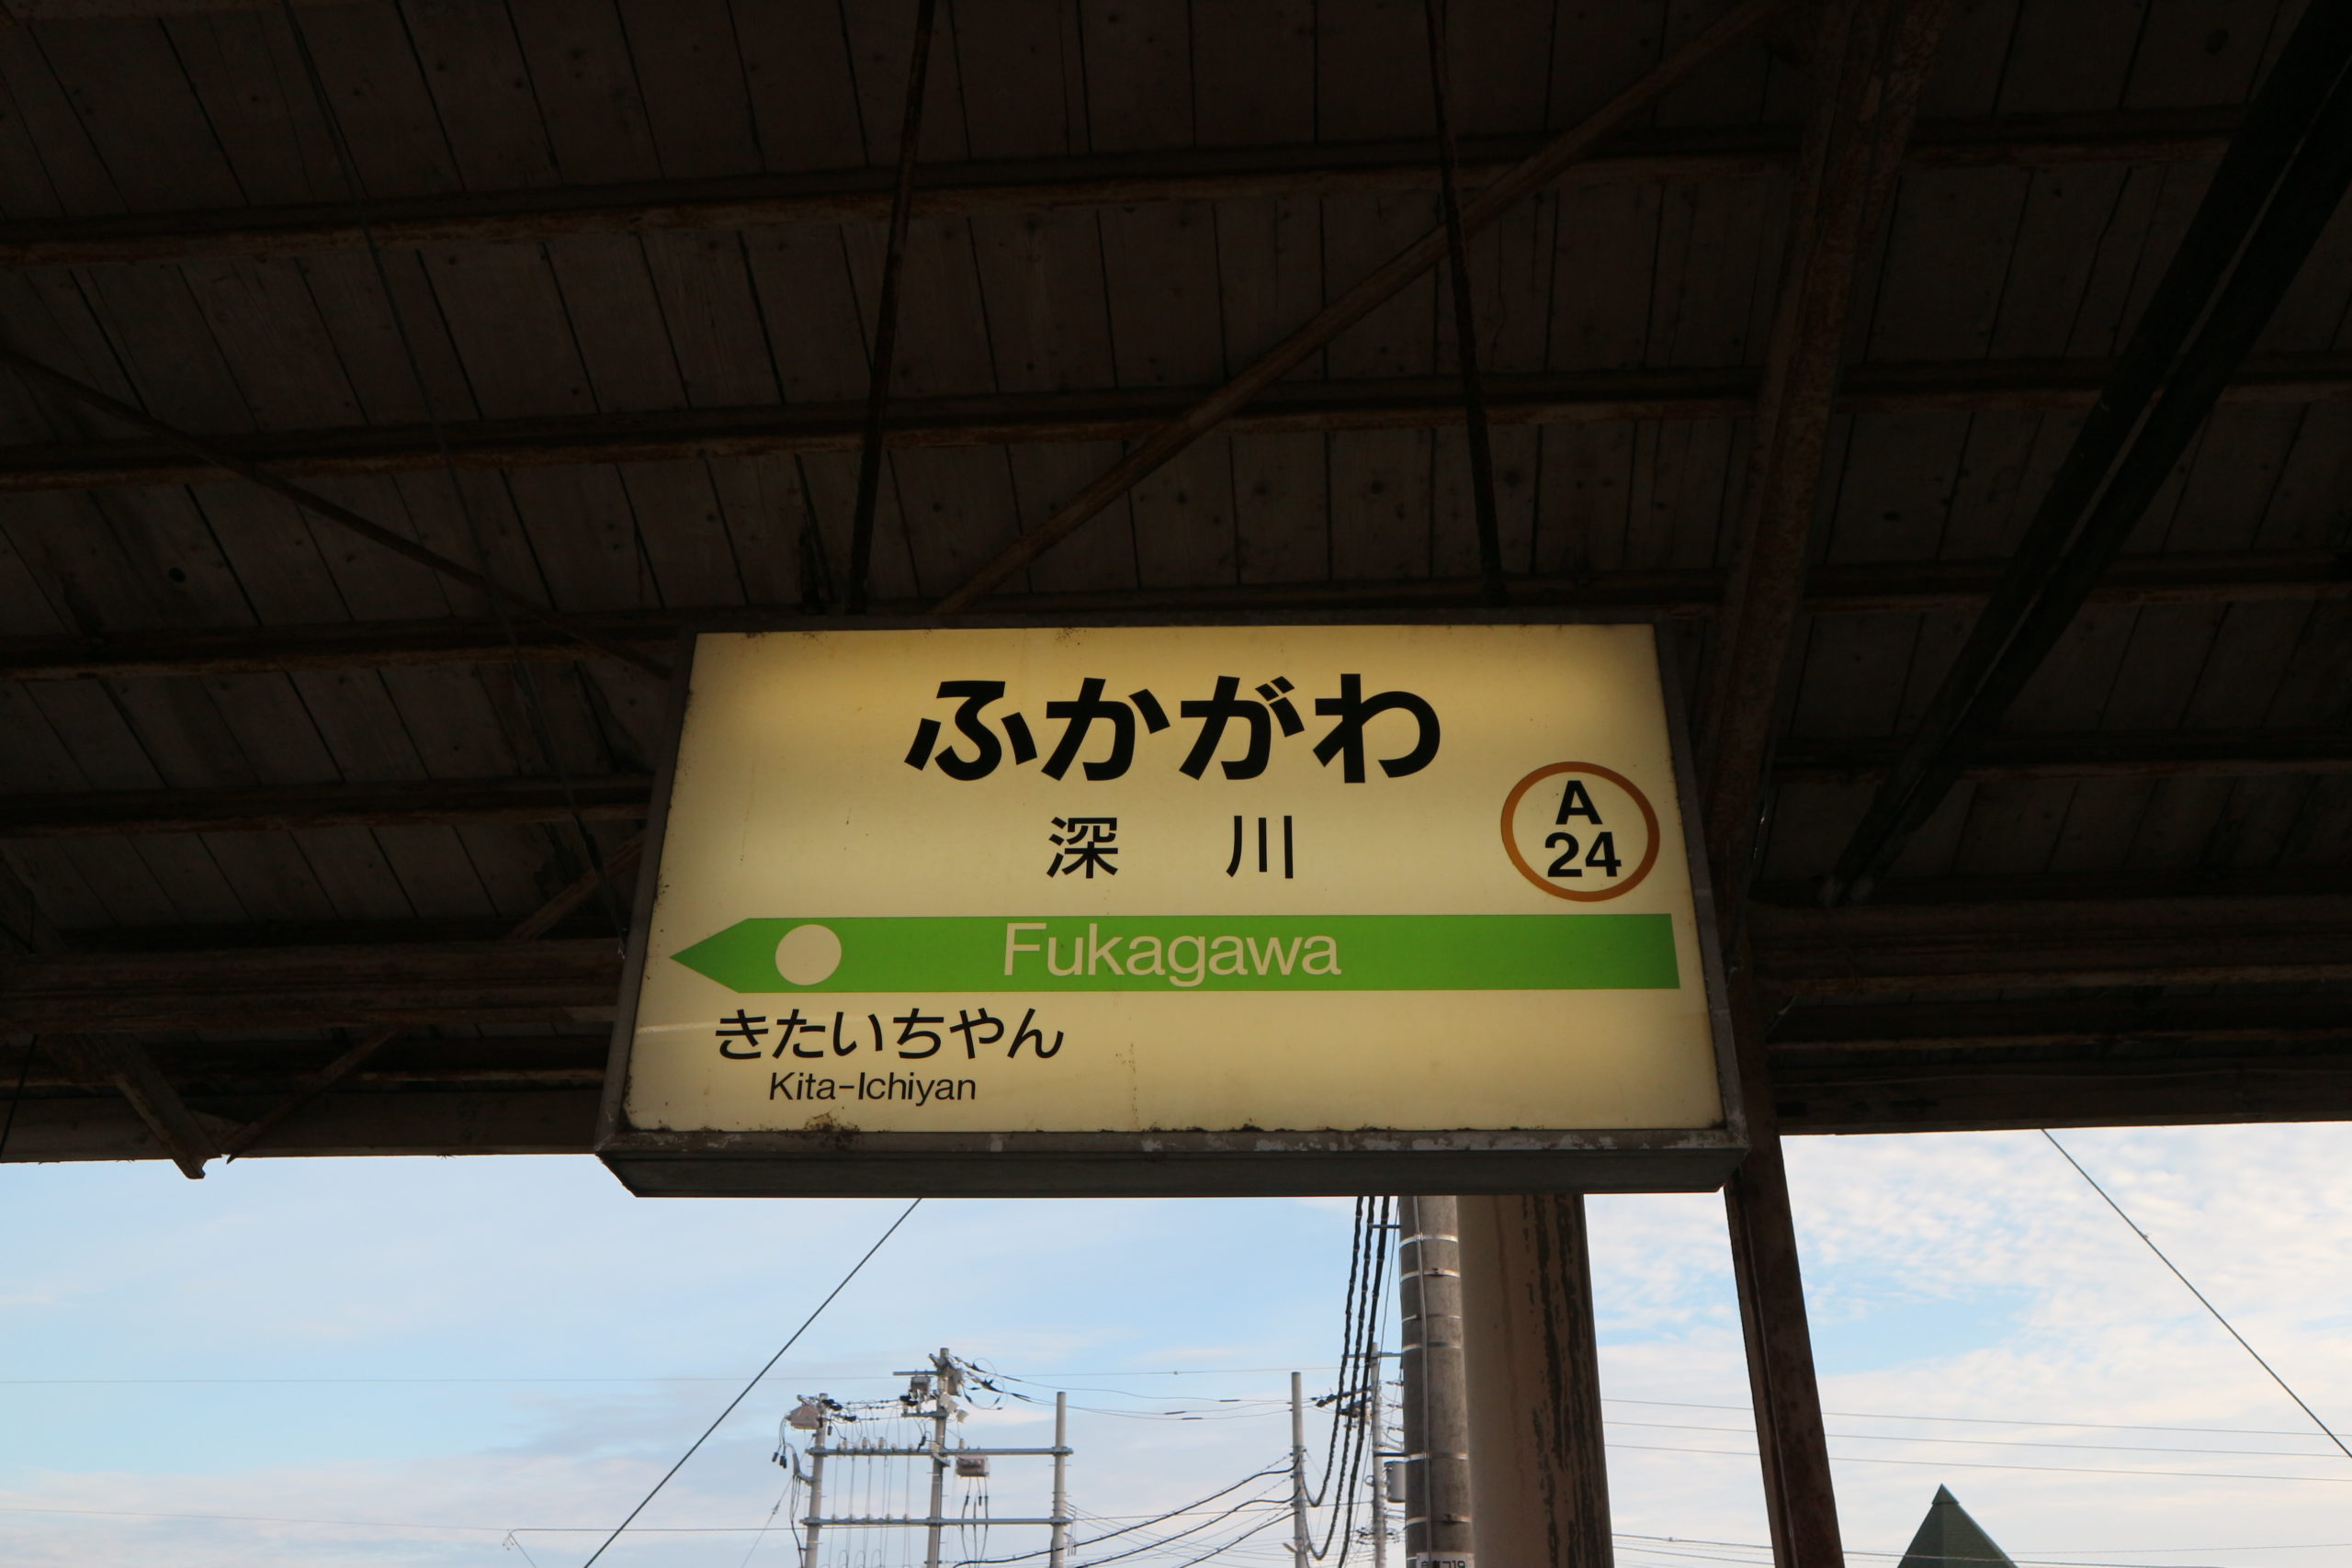 ふかがわ
深川
A
24
Fukagawa
きたいちやん
Kita-Ichiyan